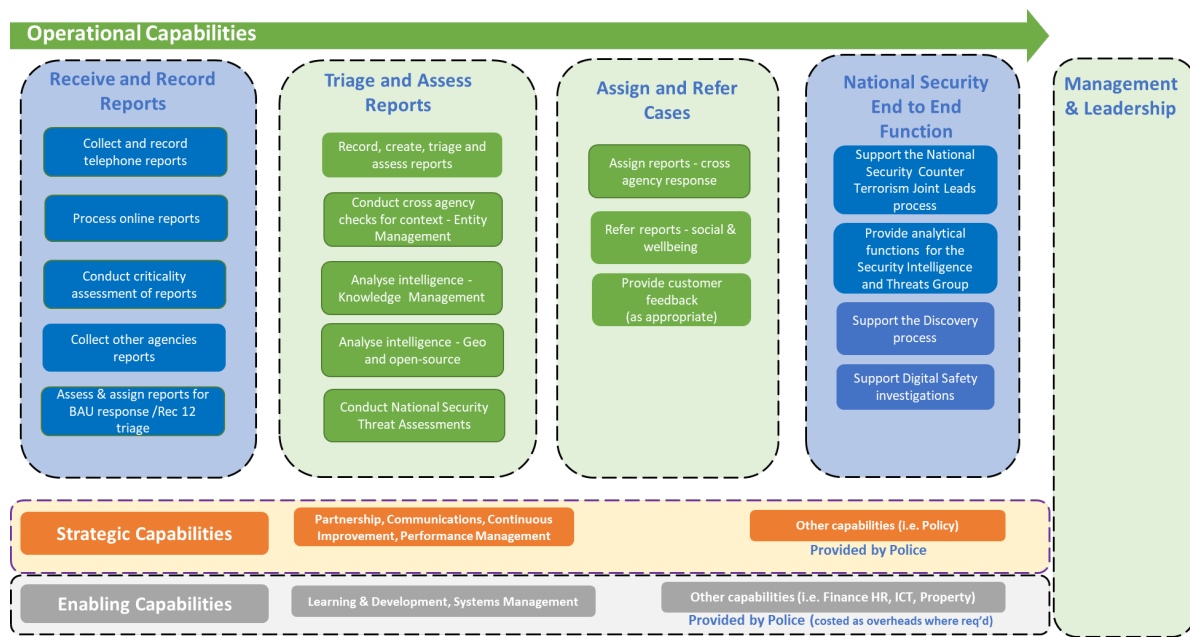 Operational Capabilities
Receive and Record
Reports
Collect and record
telephone reports
Process online reports
Conduct criticality
assessment of reports
Collect other agencies
reports
Assess & assign reports for
BAU response /Rec 12
triage
Triage and Assess
Reports
Record, create, triage and
assess reports
Conduct cross agency
checks for context - Entity
Management
Analyse intelligence -
Knowledge Management
Analyse intelligence - Geo
and open-source
Conduct National Security
Threat Assessments
Assign and Refer
Cases
Assign reports - cross
agency response
Refer reports - social &
wellbeing
Provide customer
feedback
(as appropriate)
National Security
End to End
Function
Support the National
Security Counter
Terrorism Joint Leads
process
Provide analytical
functions for the
Security Intelligence
and Threats Group
Support the Discovery
process
Support Digital Safety
investigations
Management
& Leadership
Strategic Capabilities
Partnership, Communications, Continuous
Improvement, Performance Management
Other capabilities (i.e. Policy)
Provided by Police
Enabling Capabilities
Learning & Development, Systems Management
Other capabilities (i.e. Finance HR, ICT, Property)
Provided by Police (costed as overheads where req'd)